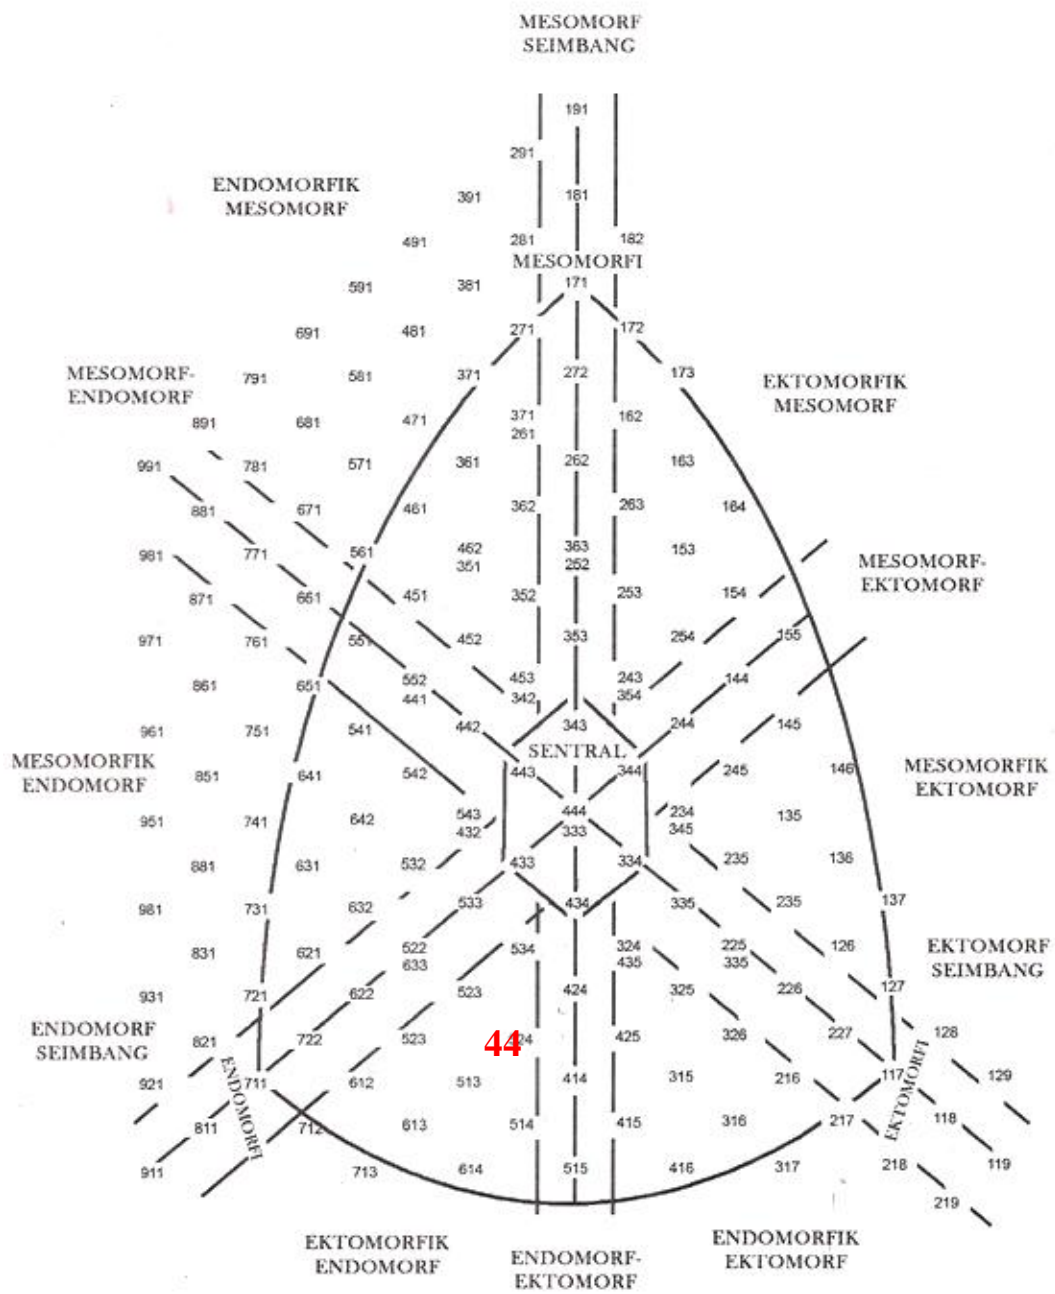 MESOMORF
SEIMBANG
191
291
ENDOMORFIK
MESOMORF
391 181
491 281 182
MESOMORFI
591 381 171
691 481 271 172
MESOMORF-
ENDOMORF
791 581 371 272 173
EKTOMORFIK
MESOMORF
891 681 471 371 162
261
991 781 571 361 262 163
881 671 461 362 263 164
981 771 561 462 363 153
351 252
MESOMORF-
EKTOMORF
871 661 451 352 253 154
971 761 551 452 353 254 155
861 651 552 453 243 144
441 342 354
961 751 541 442 343 244 145
SENTRAL
MESOMORFIK
ENDOMORF
851 641 542 443 344 245 146
MESOMORFIK
EKTOMORF
951 741 642 543 444 234 135
432 333 345
881 631 532 433 334 235 136
981 731 632 533 434 335 235 137
831 621 522 534 324 225 126
633 435 335
EKTOMORF
SEIMBANG
931 721 622 523 424 325 226 127
ENDOMORF
SEIMBANG
821 722 523 44 425 326 227 128
921 711 612 513 414 315 216 117 129
ENDOMORFI
EKTOMORFI
811 712 613 514 415 316 217 118
911 713 614 515 416 317 218 119
219
EKTOMORFIK
ENDOMORF
ENDOMORF-
EKTOMORF
ENDOMORFIK
EKTOMORF